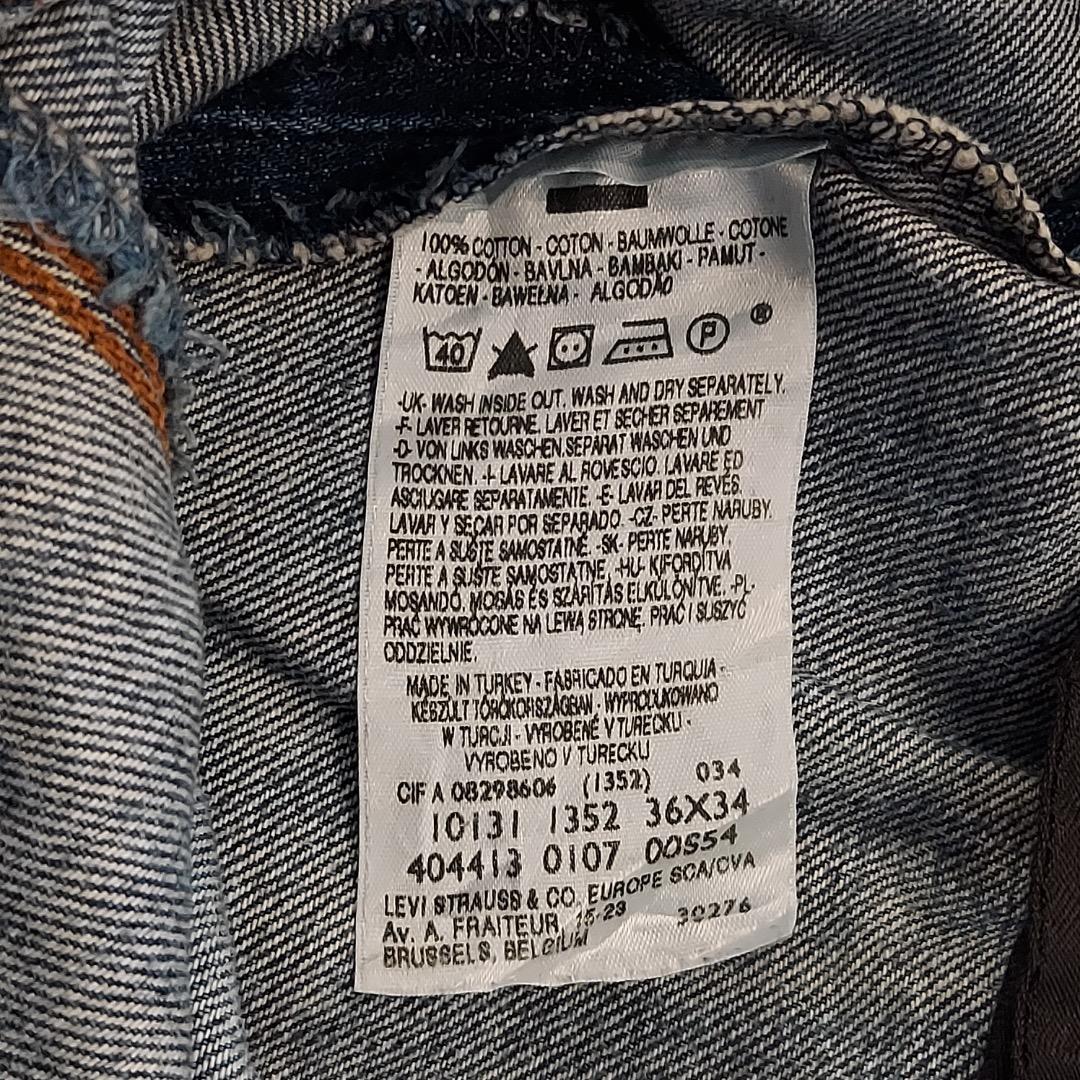 100% COTTON - COTON - BAUMWOLLE - COTONE
- ALGODÓN - BAVLNA - BAMBAKI - PAMUT -
KATOEN - BAWEŁNA - ALGODÃO
40 P ®
-UK- WASH INSIDE OUT. WASH AND DRY SEPARATELY.
-F- LAVER RETOURNE. LAVER ET SECHER SEPAREMENT
-D- VON LINKS WASCHEN.SEPARAT WASCHEN UND
TROCKNEN. -I- LAVARE AL ROVESCIO. LAVARE ED
ASCIUGARE SEPARATAMENTE. -E- LAVAR DEL REVÉS.
LAVAR Y SECAR POR SEPARADO. -CZ- PERTE NARUBY.
PERTE A SUŠTE SAMOSTATNĚ. -SK- PERTE NARUBY.
PERTE A SUŠTE SAMOSTATNE. -HU- KIFORDÍTVA
MOSANDÓ. MOSÁS ÉS SZÁRÍTÁS ELKÜLÖNÍTVE. -PL-
PRAĆ WYWRÓCONE NA LEWĄ STRONĘ. PRAĆ I SUSZYĆ
ODDZIELNIE.
MADE IN TURKEY - FABRICADO EN TURQUIA -
KÉSZÜLT TÖRÖKORSZÁGBAN - WYPRODUKOWANO
W TURCJI - VYROBENÉ V TURECKU -
VYROBENO V TURECKU
CIF A 08298606 (1352) 034
10131 1352 36X34
404413 0107 00S54
LEVI STRAUSS & CO. EUROPE SCA/CVA
Av. A. FRAITEUR 15-23 30276
BRUSSELS, BELGIUM